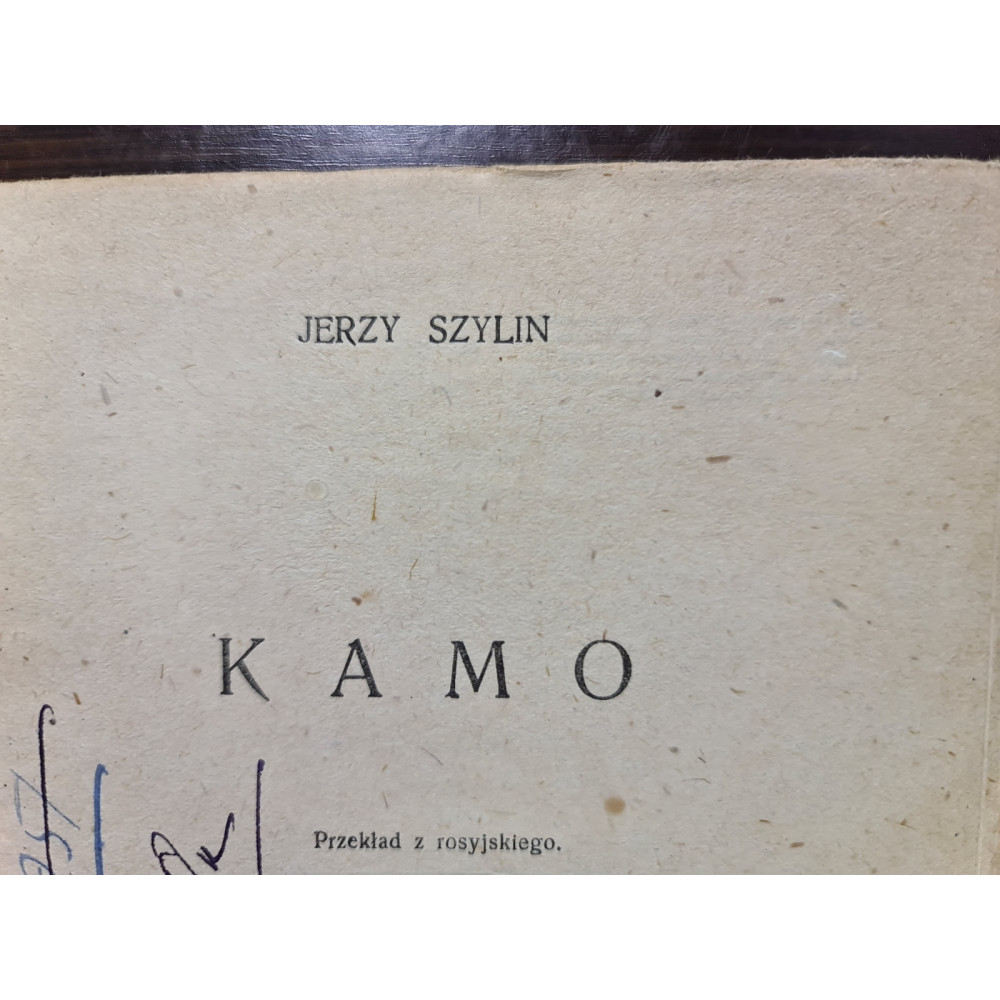 JERZY SZYLIN
KAMO
Przekład z rosyjskiego.